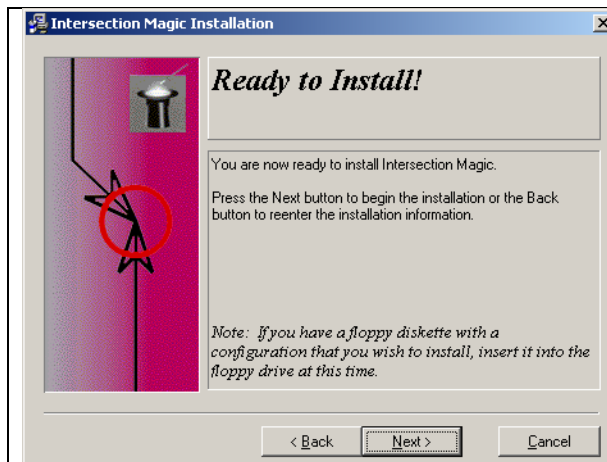 Intersection Magic Installation
Ready to Install!
You are now ready to install Intersection Magic.
Press the Next button to begin the installation or the Back
button to reenter the installation information.
Note: If you have a floppy diskette with a
configuration that you wish to install, insert it into the
floppy drive at this time.
< Back
Next >
Cancel